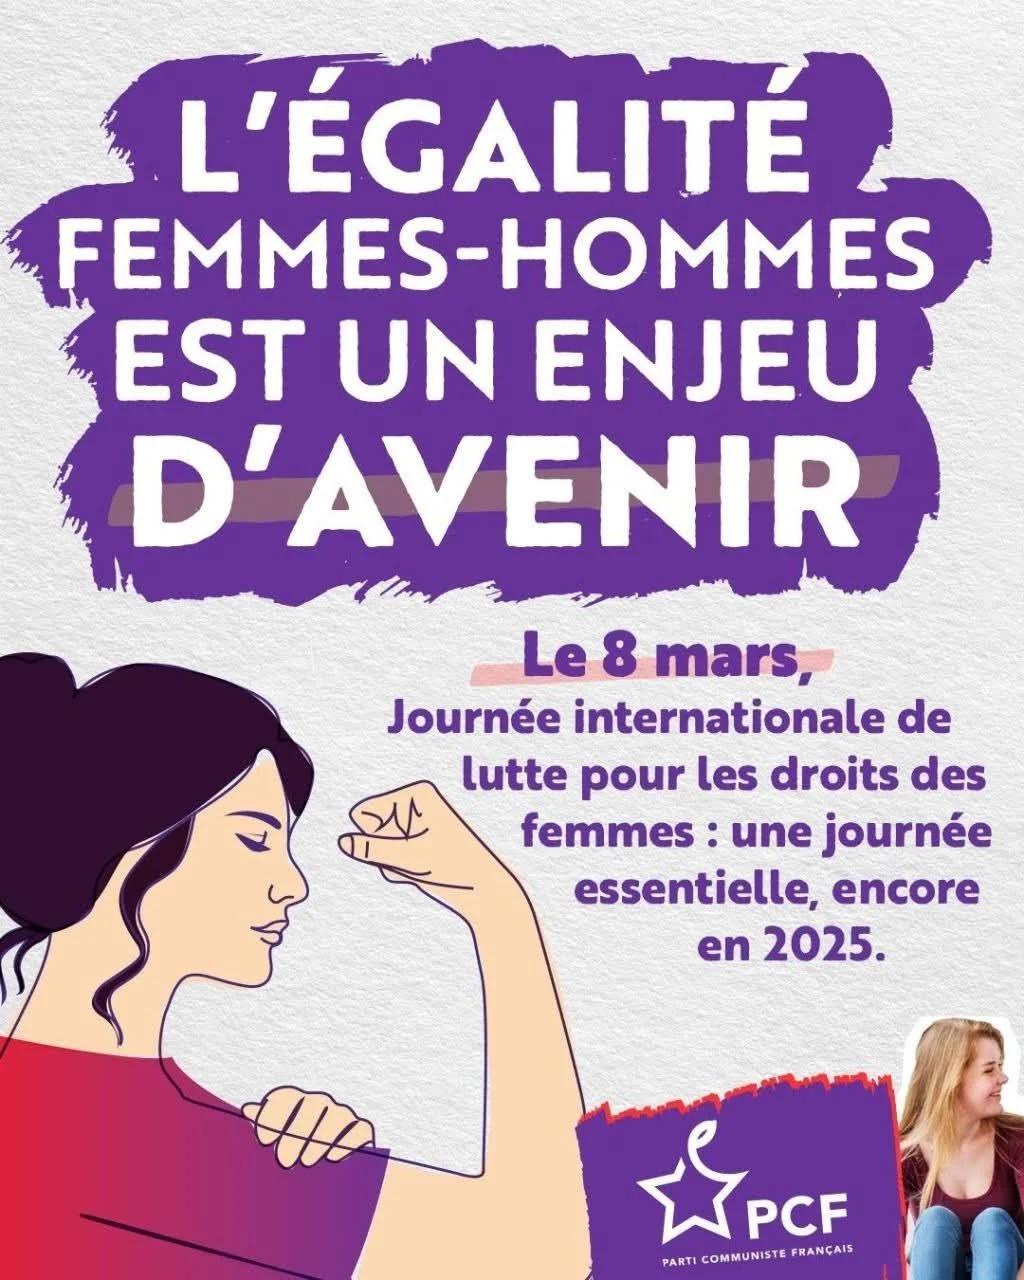 L'ÉGALITÉ
FEMMES-HOMMES
EST UN ENJEU
D'AVENIR
Le 8 mars,
Journée internationale de
lutte pour les droits des
femmes : une journée
essentielle, encore
en 2025.
PCF
PARTI COMMUNISTE FRANÇAIS